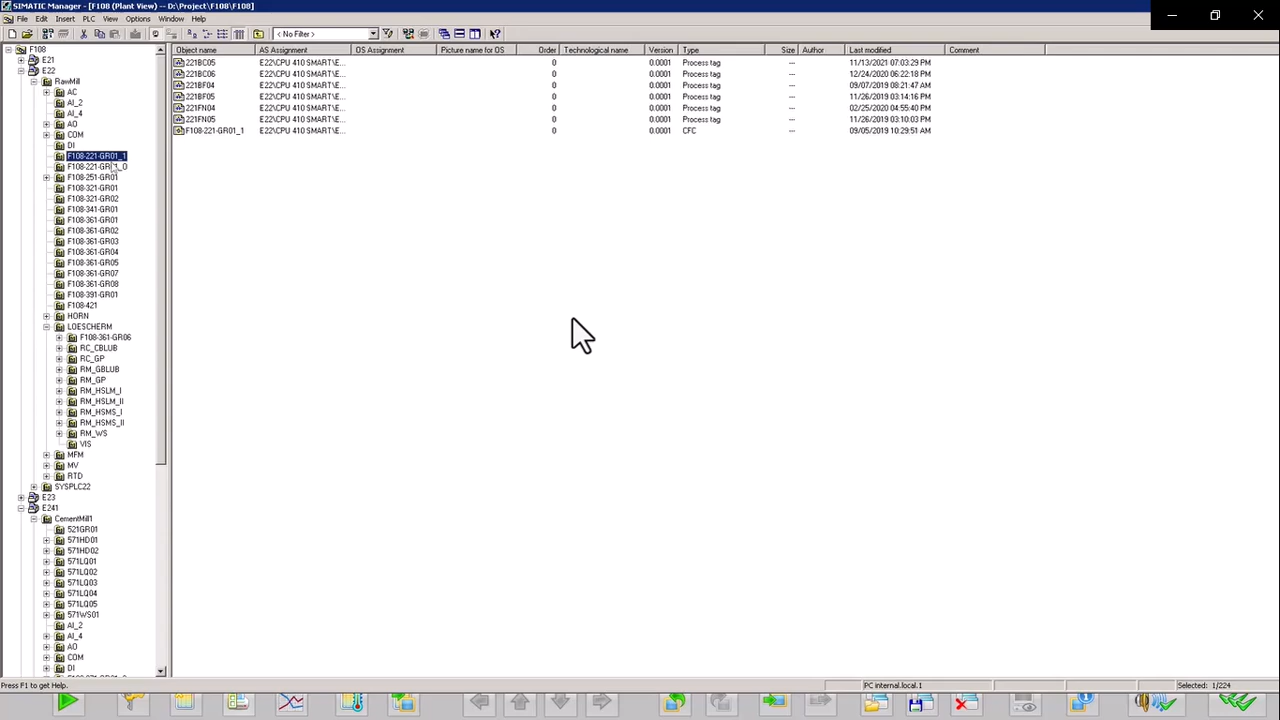 SIMATIC Manager - [F108 (Plant View) -- D:\Project\F108\F108]
File Edit Insert PLC View Options Window Help
< No Filter >
Object name AS Assignment OS Assignment Picture name for OS Order Technological name Version Type Size Author Last modified Comment
221BC05 E22\CPU 410 SMART\E... 0 0.0001 Process tag --- 11/13/2021 07:03:29 PM
221BC06 E22\CPU 410 SMART\E... 0 0.0001 Process tag --- 12/24/2020 06:22:18 PM
221BF04 E22\CPU 410 SMART\E... 0 0.0001 Process tag --- 09/07/2019 08:21:47 AM
221BF05 E22\CPU 410 SMART\E... 0 0.0001 Process tag --- 11/26/2019 03:14:16 PM
221FN04 E22\CPU 410 SMART\E... 0 0.0001 Process tag --- 02/25/2020 04:55:40 PM
221FN05 E22\CPU 410 SMART\E... 0 0.0001 Process tag --- 11/26/2019 03:10:03 PM
F108-221-GR01_1 E22\CPU 410 SMART\E... 0 0.0001 CFC --- 09/05/2019 10:29:51 AM
F108
E21
E22
RawMill
AC
AI_2
AI_4
AO
COM
DI
F108-221-GR01_1
F108-221-GR01_0
F108-251-GR01
F108-321-GR01
F108-321-GR02
F108-341-GR01
F108-361-GR01
F108-361-GR02
F108-361-GR03
F108-361-GR04
F108-361-GR05
F108-361-GR07
F108-361-GR08
F108-391-GR01
F108-421
HORN
LOESCHERM
F108-361-GR06
RC_CBLUB
RC_GP
RM_GBLUB
RM_GP
RM_HSLM_I
RM_HSLM_II
RM_HSMS_I
RM_HSMS_II
RM_WS
VIS
MFM
MV
RTD
SYSPLC22
E23
E241
CementMill1
521GR01
571HD01
571HD02
571LQ01
571LQ02
571LQ03
571LQ04
571LQ05
571WS01
AI_2
AI_4
AO
COM
DI
Press F1 to get Help.
PC internal.local.1
Selected: 1/224